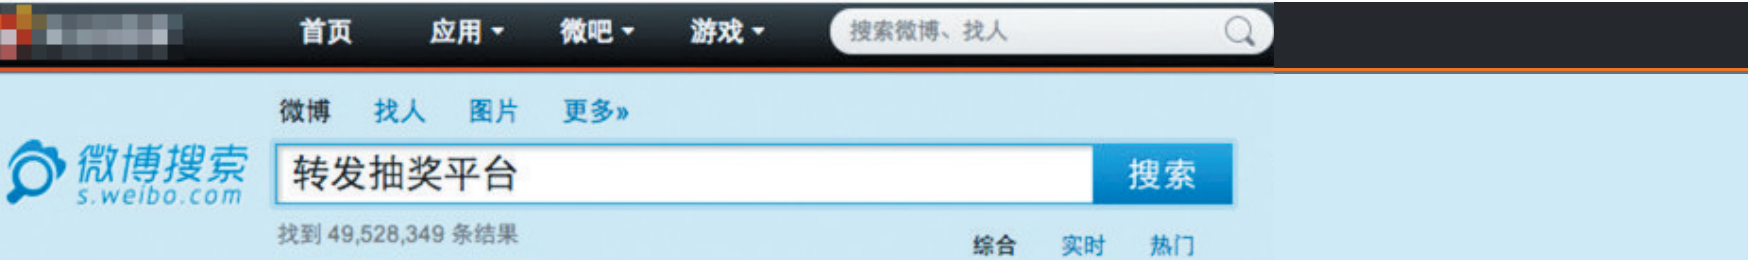 首页 应用 微吧 游戏 搜索微博、找人
微博 找人 图片 更多»
微博搜索
s.weibo.com
转发抽奖平台 搜索
找到 49,528,349 条结果
综合 实时 热门